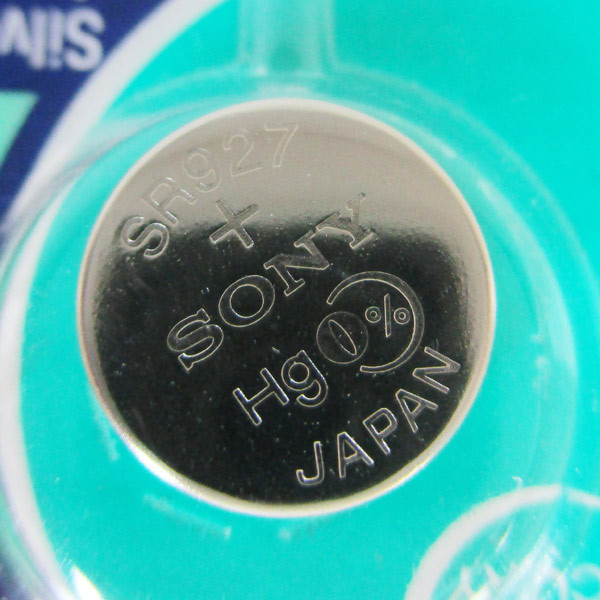 SR927
+
SONY
Hg0%
JAPAN